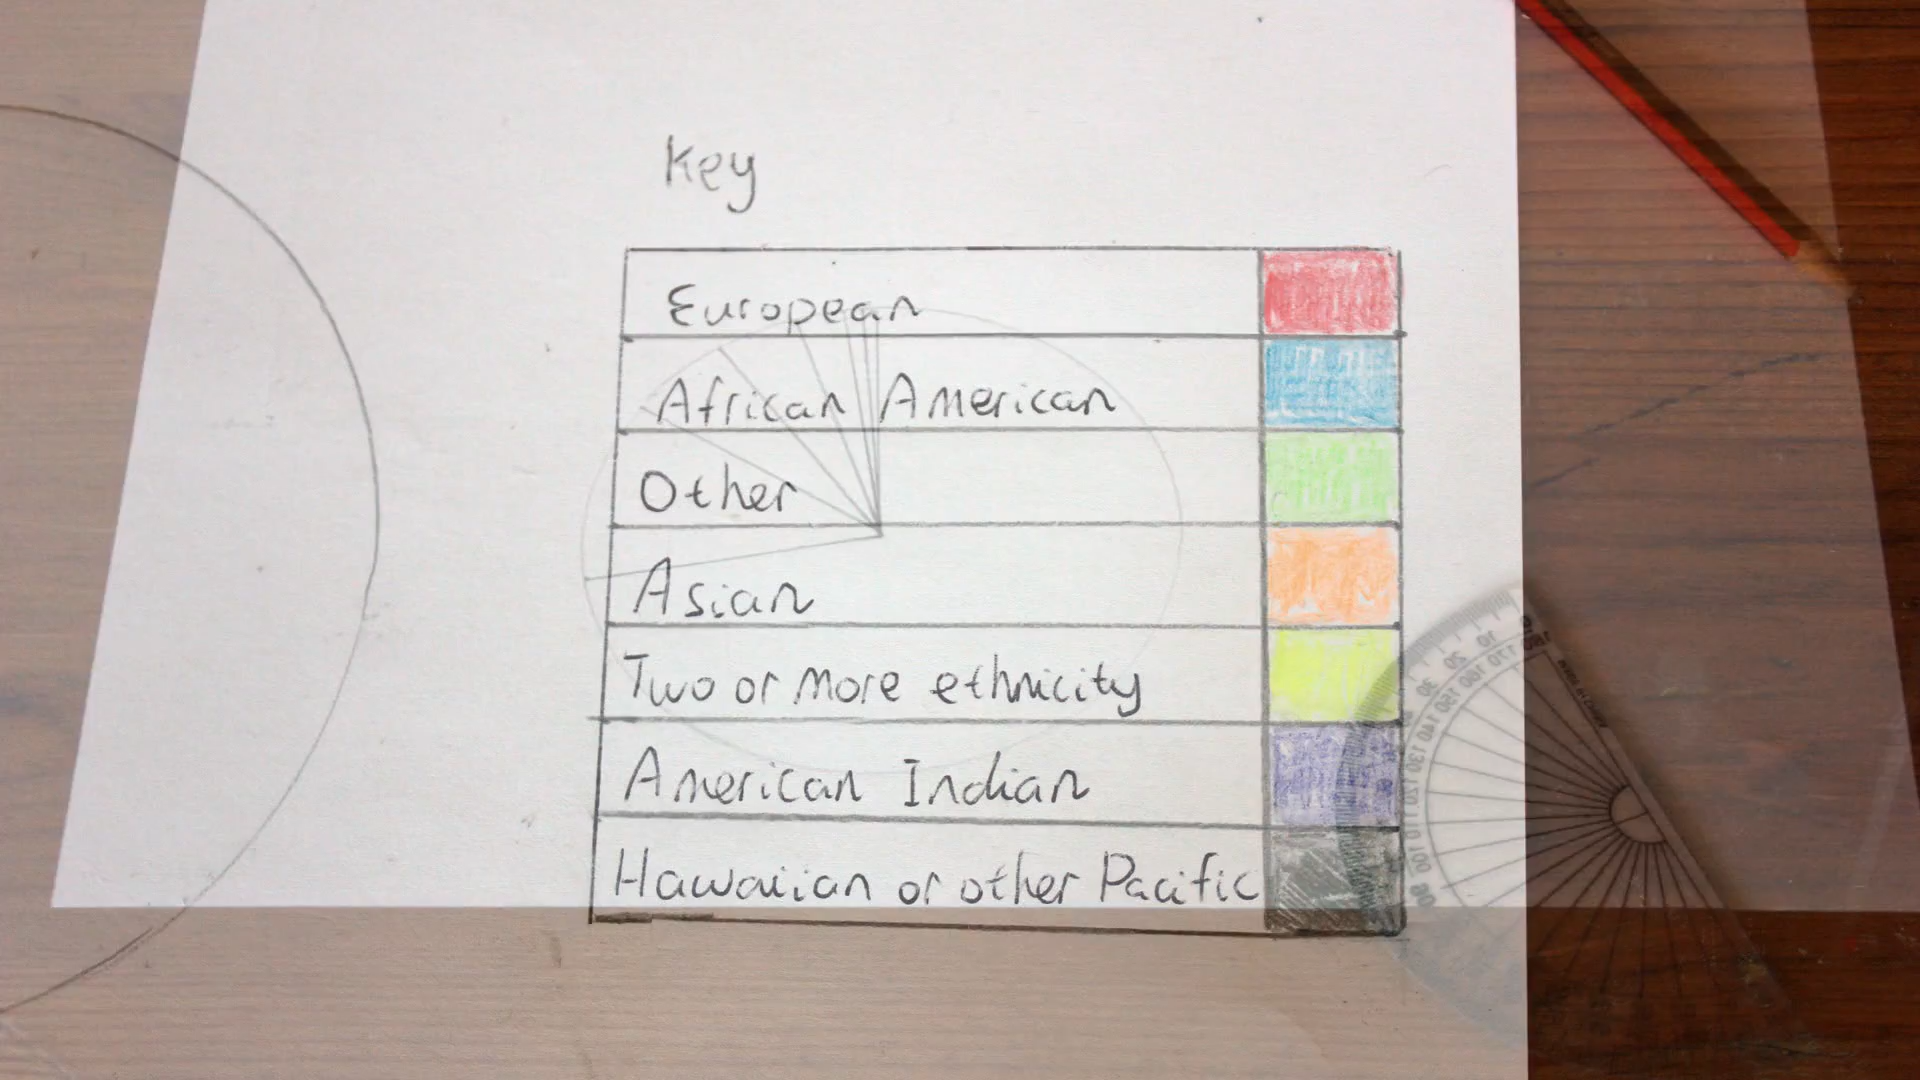 Key
European
African American
Other
Asian
Two or more ethnicity
American Indian
Hawaiian or other Pacific